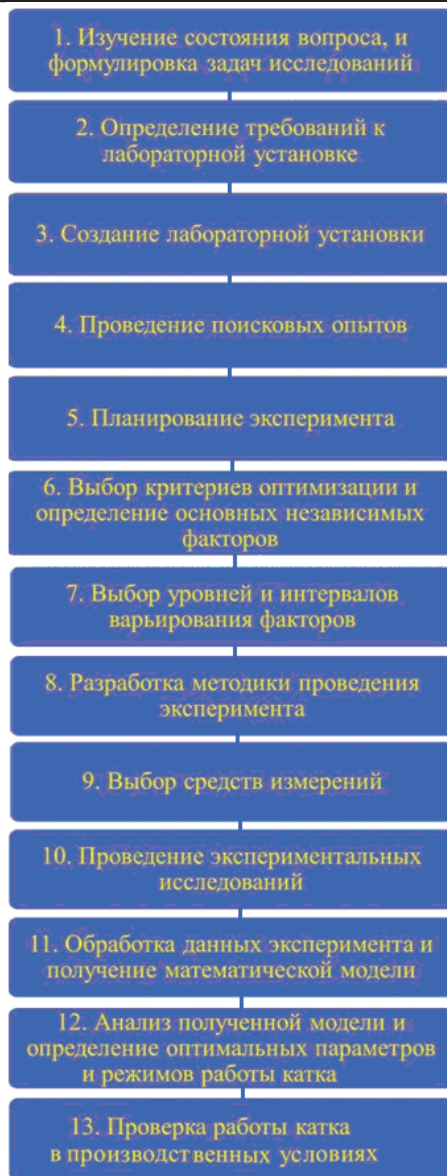 1. Изучение состояния вопроса, и
формулировка задач исследований
2. Определение требований к
лабораторной установке
3. Создание лабораторной установки
4. Проведение поисковых опытов
5. Планирование эксперимента
6. Выбор критериев оптимизации и
определение основных независимых
факторов
7. Выбор уровней и интервалов
варьирования факторов
8. Разработка методики проведения
эксперимента
9. Выбор средств измерений
10. Проведение экспериментальных
исследований
11. Обработка данных эксперимента и
получение математической модели
12. Анализ полученной модели и
определение оптимальных параметров
и режимов работы катка
13. Проверка работы катка
в производственных условиях